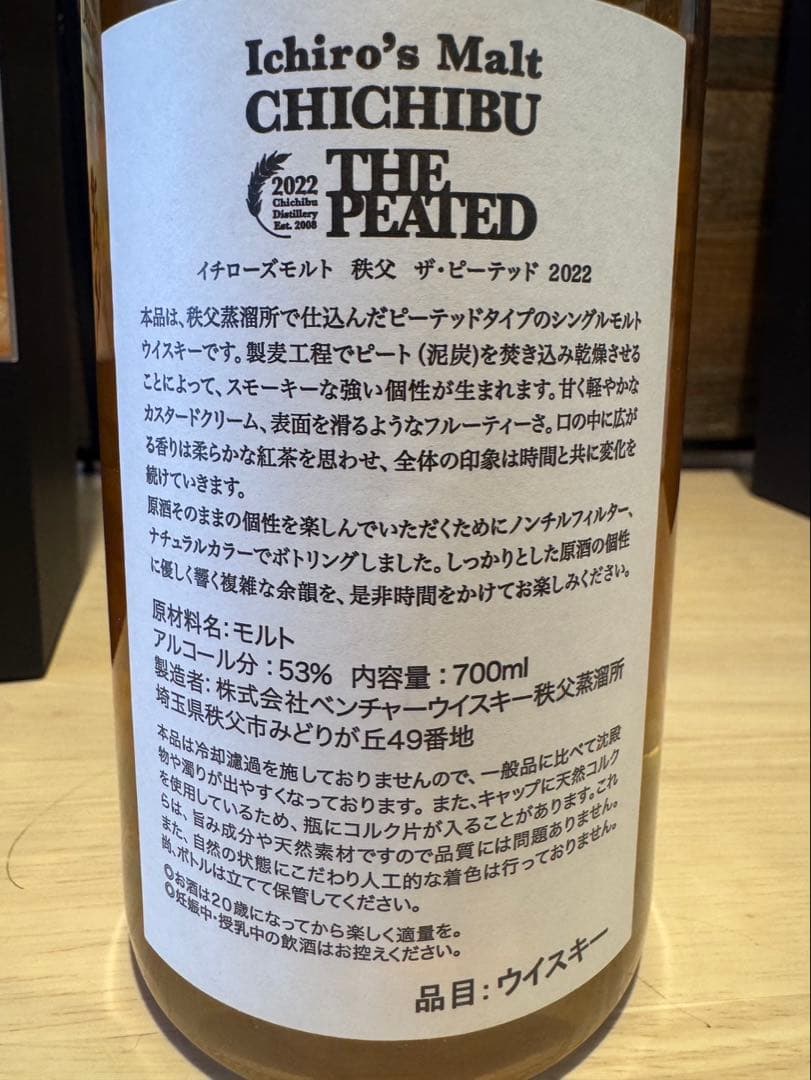 Ichiro's Malt
CHICHIBU
2022
Chichibu
Distillery
Est. 2008
THE
PEATED
イチローズモルト 秩父 ザ・ピーテッド 2022
本品は、秩父蒸溜所で仕込んだピーテッドタイプのシングルモルト
ウイスキーです。製麦工程でピート(泥炭)を焚き込み乾燥させる
ことによって、スモーキーな強い個性が生まれます。甘く軽やかな
カスタードクリーム、表面を滑るようなフルーティーさ。口の中に広が
る香りは柔らかな紅茶を思わせ、全体の印象は時間と共に変化を
続けていきます。
原酒そのままの個性を楽しんでいただくためにノンチルフィルター、
ナチュラルカラーでボトリングしました。しっかりとした原酒の個性
に優しく響く複雑な余韻を、是非時間をかけてお楽しみください。
原材料名:モルト
アルコール分:53% 内容量:700ml
製造者:株式会社ベンチャーウイスキー秩父蒸溜所
埼玉県秩父市みどりが丘49番地
本品は冷却濾過を施しておりませんので、一般品に比べて沈殿
物や濁りが出やすくなっております。また、キャップに天然コルク
を使用しているため、瓶にコルク片が入ることがあります。これ
らは、旨み成分や天然素材ですので品質には問題ありません。
また、自然の状態にこだわり人工的な着色は行っておりません。
尚、ボトルは立てて保管してください。
◎お酒は20歳になってから楽しく適量を。
◎妊娠中・授乳中の飲酒はお控えください。
品目:ウイスキー